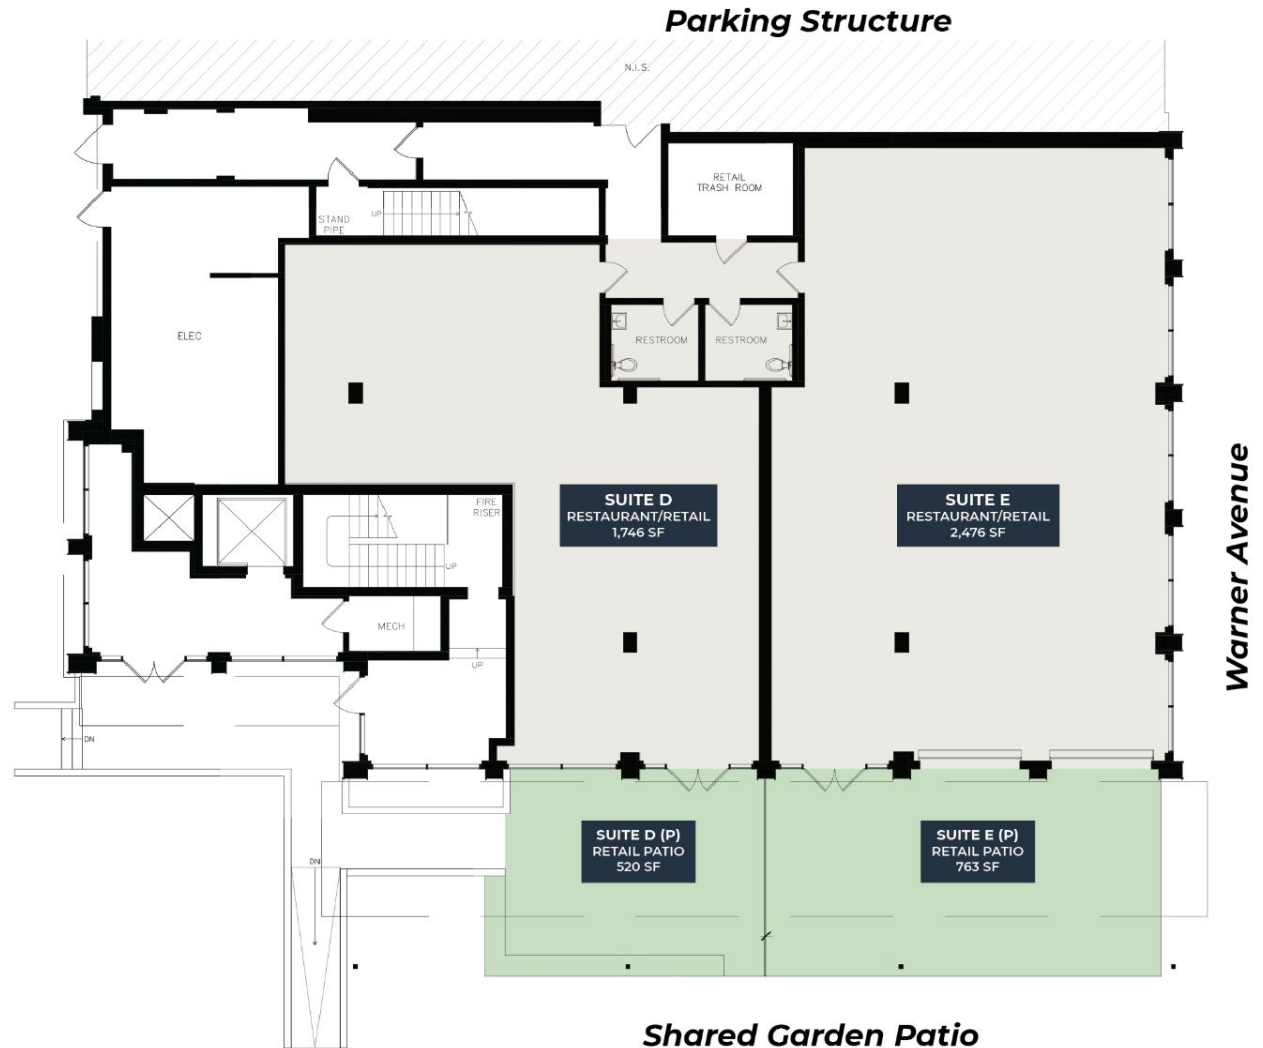 Parking Structure
N.I.S.
RETAIL
TRASH ROOM
STAND
PIPE
UP
ELEC
RESTROOM
RESTROOM
FIRE
RISER
UP
MECH
UP
DN
DN
SUITE D
RESTAURANT/RETAIL
1,746 SF
SUITE E
RESTAURANT/RETAIL
2,476 SF
Warner Avenue
SUITE D (P)
RETAIL PATIO
520 SF
SUITE E (P)
RETAIL PATIO
763 SF
Shared Garden Patio